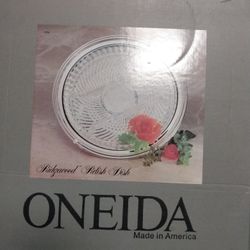 "Ridgewood" Relish Dish
ONEIDA
Made in America